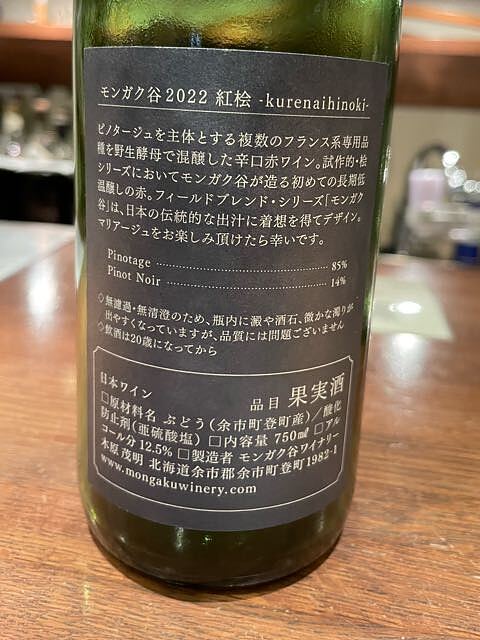 モンガク谷2022 紅桧 -kurenaihinoki-
ピノタージュを主体とする複数のフランス系専用品
種を野生酵母で混醸した辛口赤ワイン。試作的・桧
シリーズにおいてモンガク谷が造る初めての長期低
温醸しの赤。フィールドブレンド・シリーズ「モンガク
谷」は、日本の伝統的な出汁に着想を得てデザイン。
マリアージュをお楽しみ頂けたら幸いです。
Pinotage ........................................ 85%
Pinot Noir ........................................ 14%
◇無濾過・無清澄のため、瓶内に澱や酒石、微かな濁りが
出やすくなっていますが、品質には問題ございません
◇飲酒は20歳になってから
日本ワイン 品目 果実酒
□原材料名 ぶどう(余市町登町産)/酸化
防止剤(亜硫酸塩) □内容量 750㎖ □アル
コール分 12.5% □製造者 モンガク谷ワイナリー
木原茂明 北海道余市郡余市町登町1982-1
www.mongakuwinery.com